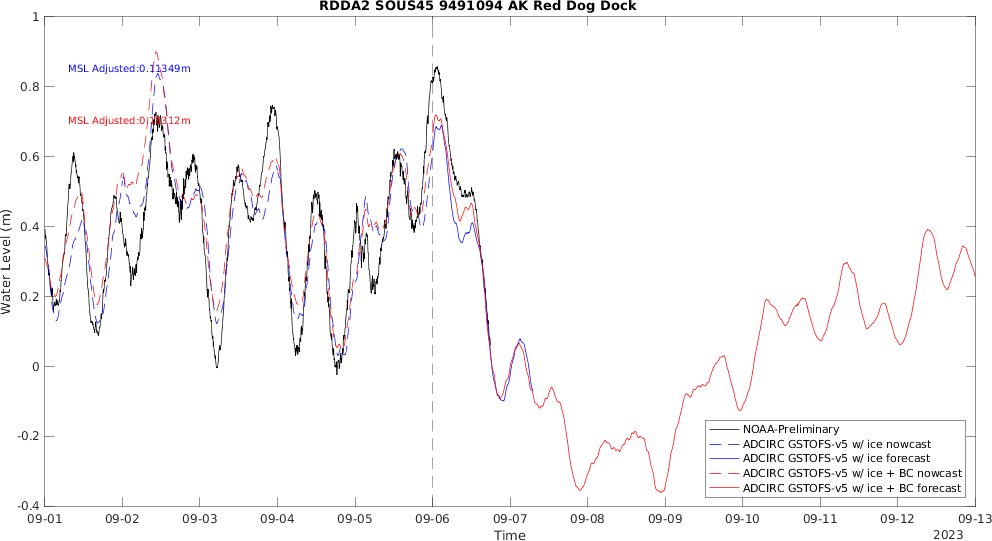 RDDA2 SOUS45 9491094 AK Red Dog Dock
1
0.8
0.6
0.4
0.2
0
-0.2
-0.4
Water Level (m)
MSL Adjusted:0.11349m
MSL Adjusted:
NOAA-Preliminary
ADCIRC GSTOFS-v5 w/ ice nowcast
ADCIRC GSTOFS-v5 w/ ice forecast
ADCIRC GSTOFS-v5 w/ ice + BC nowcast
ADCIRC GSTOFS-v5 w/ ice + BC forecast
09-01 09-02 09-03 09-04 09-05 09-06 09-07 09-08 09-09 09-10 09-11 09-12 09-13
Time
2023